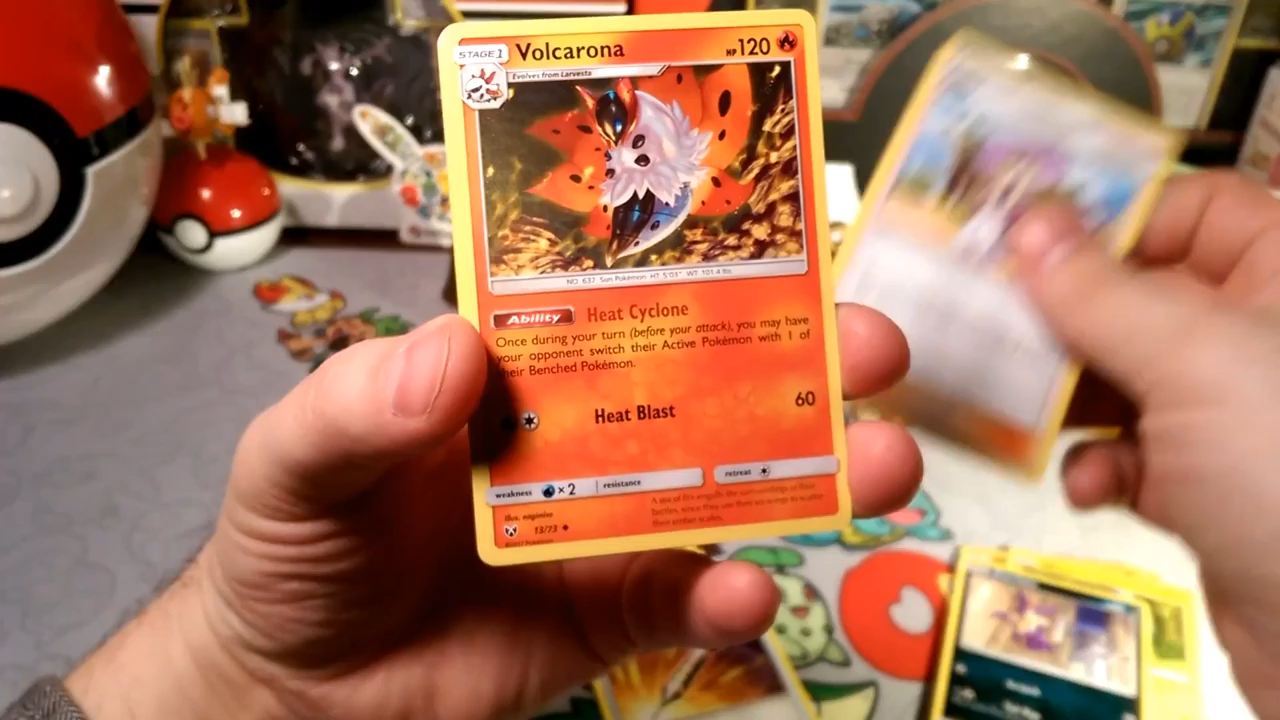 STAGE 1 Volcarona HP 120
Evolves from Larvesta
NO. 637 Sun Pokémon HT 5'03" WT 101.4 lbs.
Ability Heat Cyclone
Once during your turn (before your attack), you may have
your opponent switch their Active Pokémon with 1 of
their Benched Pokémon.
Heat Blast 60
weakness ×2 resistance retreat
Illus. nagimiso
13/73